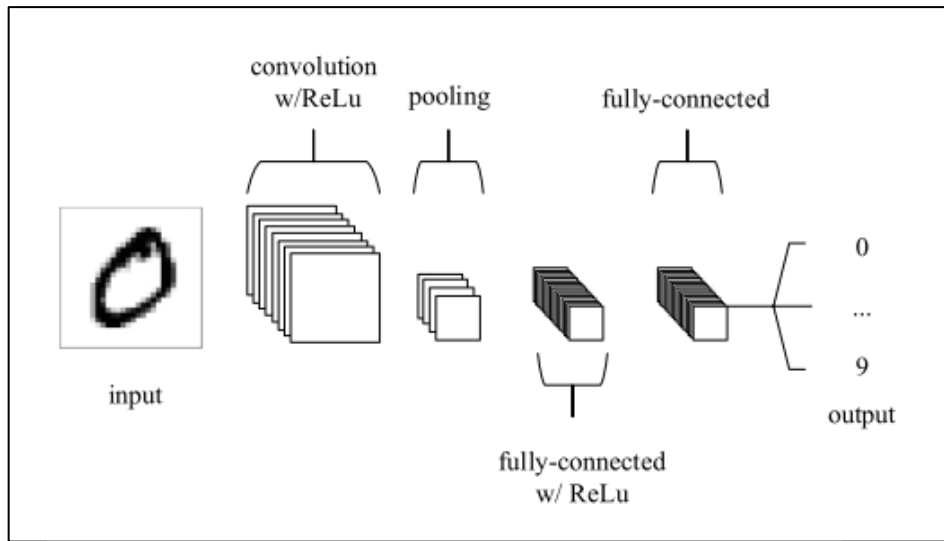 convolution
w/ReLu
pooling
fully-connected
input
fully-connected
w/ ReLu
0
...
9
output